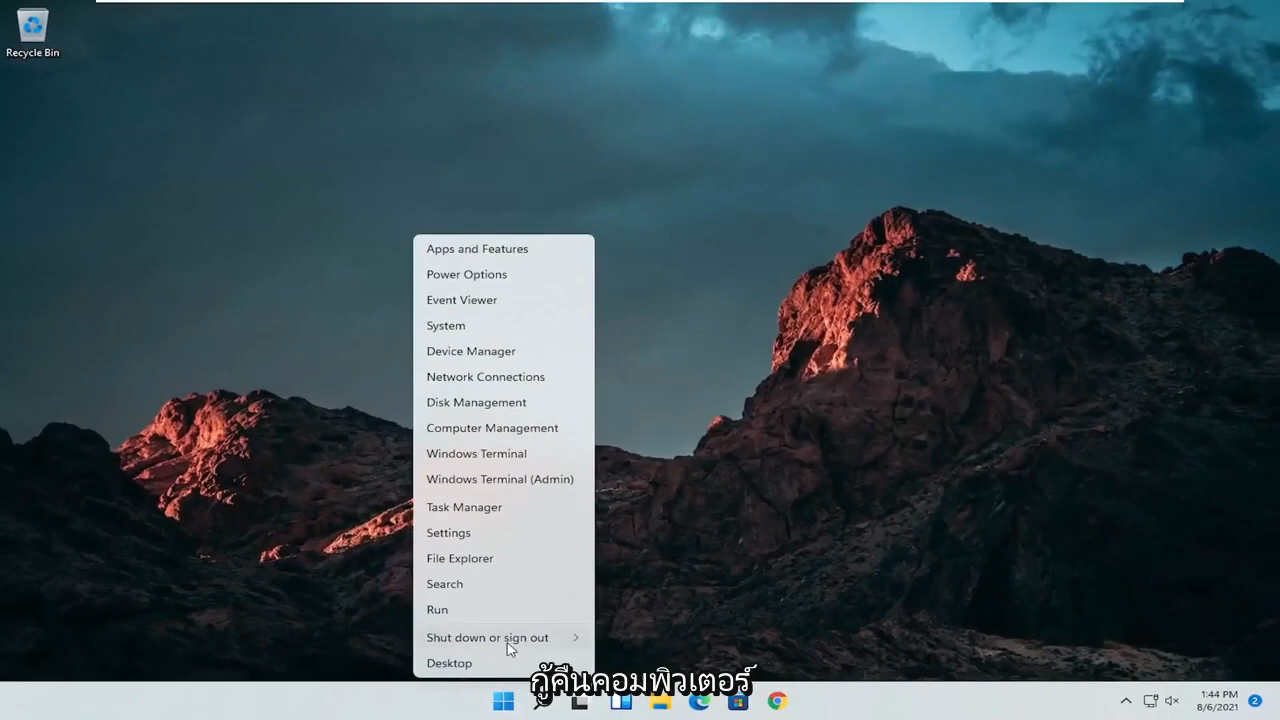 Recycle Bin
Apps and Features
Power Options
Event Viewer
System
Device Manager
Network Connections
Disk Management
Computer Management
Windows Terminal
Windows Terminal (Admin)
Task Manager
Settings
File Explorer
Search
Run
Shut down or sign out
Desktop
กู้คืนคอมพิวเตอร์
1:44 PM
8/6/2021
2